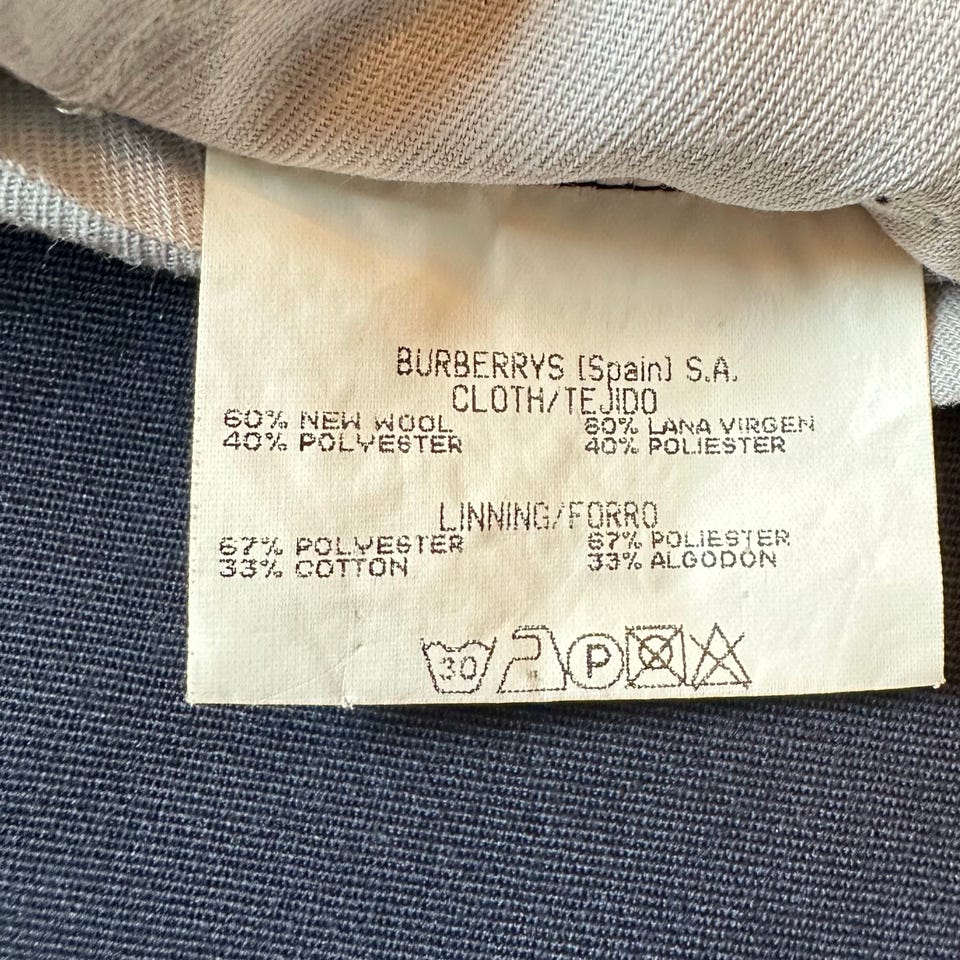 BURBERRYS (Spain) S.A.
CLOTH/TEJIDO
60% NEW WOOL 60% LANA VIRGEN
40% POLYESTER 40% POLIESTER
LINNING/FORRO
67% POLYESTER 67% POLIESTER
33% COTTON 33% ALGODON
30 P